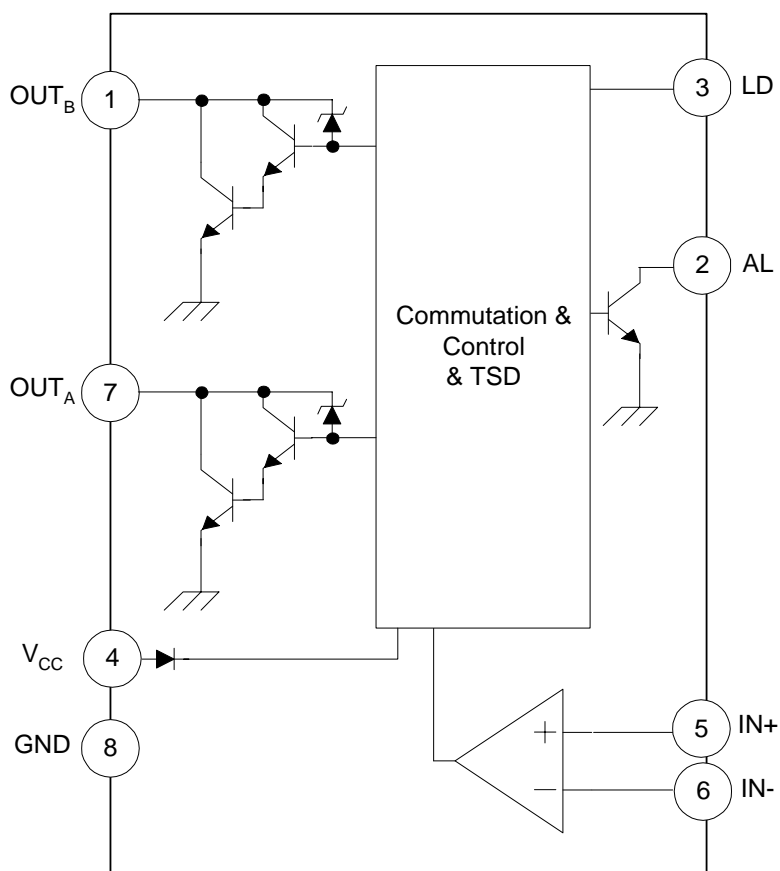 OUTB 1
3 LD
2 AL
Commutation &
Control
& TSD
OUTA 7
VCC 4
GND 8
+ 5 IN+
− 6 IN-